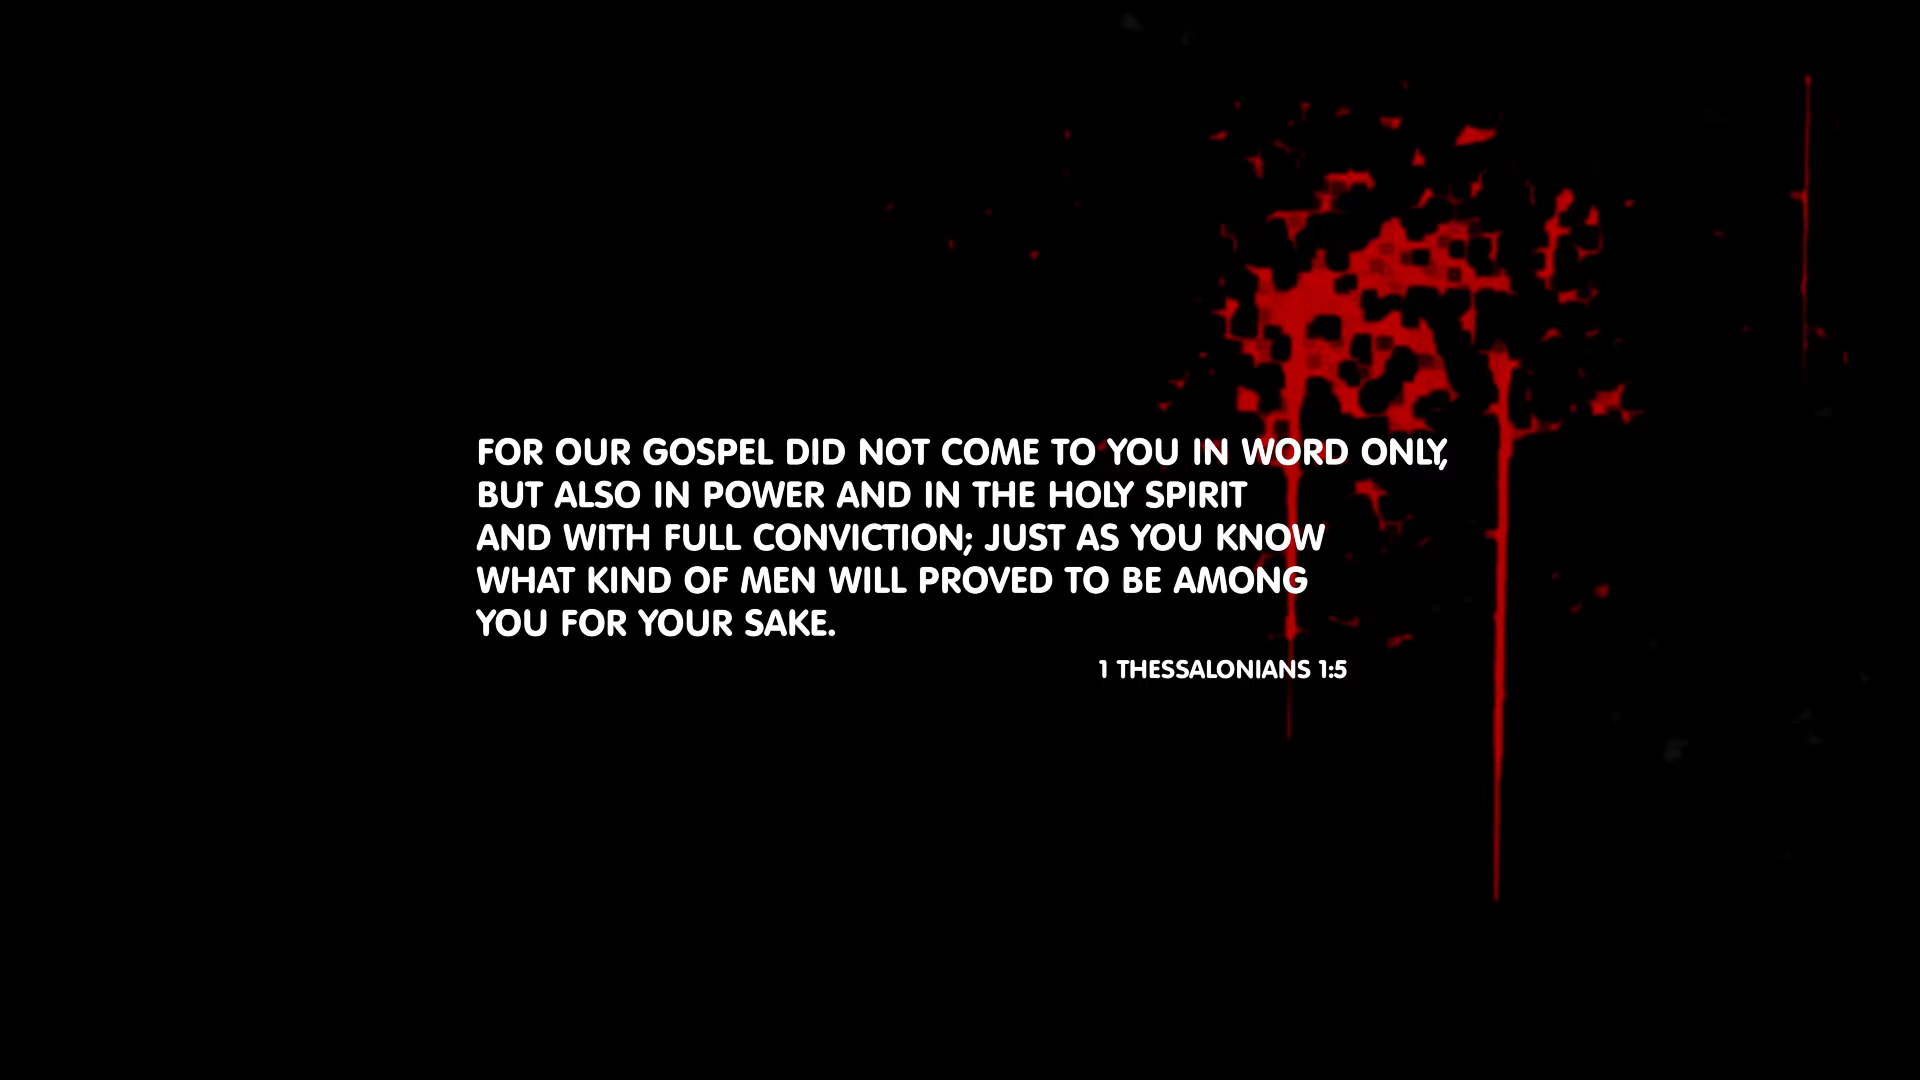 FOR OUR GOSPEL DID NOT COME TO YOU IN WORD ONLY,
BUT ALSO IN POWER AND IN THE HOLY SPIRIT
AND WITH FULL CONVICTION; JUST AS YOU KNOW
WHAT KIND OF MEN WILL PROVED TO BE AMONG
YOU FOR YOUR SAKE.
1 THESSALONIANS 1:5